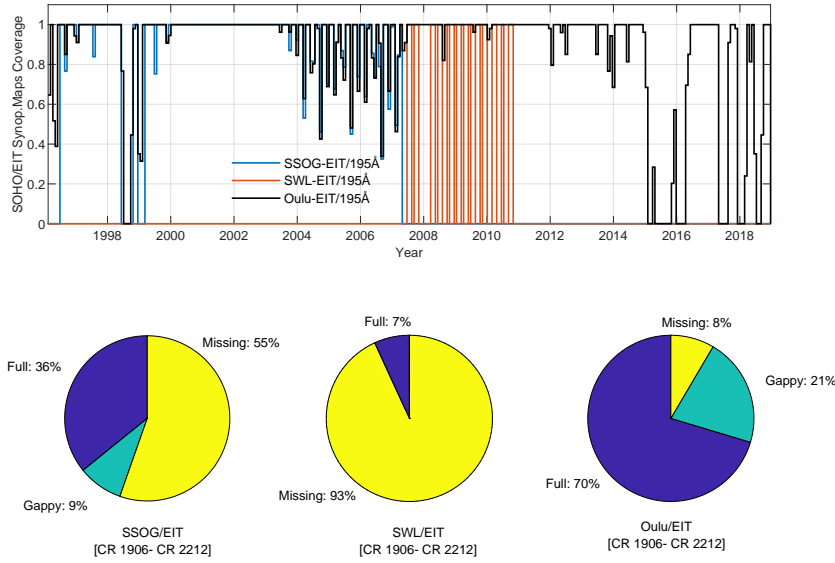 SOHO/EIT Synop.Maps Coverage
1
0.8
0.6
0.4
0.2
0
SSOG-EIT/195Å
SWL-EIT/195Å
Oulu-EIT/195Å
1998 2000 2002 2004 2006 2008 2010 2012 2014 2016 2018
Year
Missing: 55%
Full: 36%
Gappy: 9%
SSOG/EIT
[CR 1906- CR 2212]
Full: 7%
Missing: 93%
SWL/EIT
[CR 1906- CR 2212]
Missing: 8%
Gappy: 21%
Full: 70%
Oulu/EIT
[CR 1906- CR 2212]